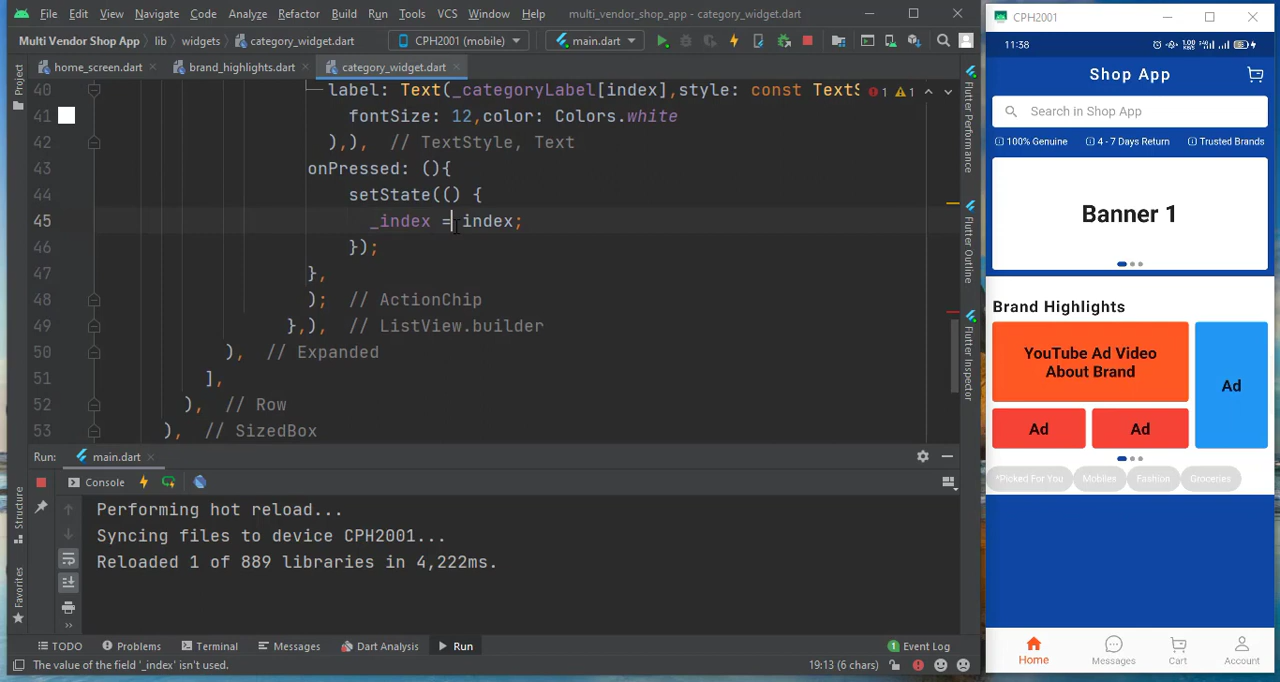 File Edit View Navigate Code Analyze Refactor Build Run Tools VCS Window Help multi_vendor_shop_app - category_widget.dart
Multi Vendor Shop App lib widgets category_widget.dart CPH2001 (mobile) main.dart
Project home_screen.dart brand_highlights.dart category_widget.dart
40 label: Text(_categoryLabel[index],style: const TextS 1 1
41 fontSize: 12,color: Colors.white
42 ),), // TextStyle, Text
43 onPressed: (){
44 setState(() {
45 _index = index;
46 });
47 },
48 ); // ActionChip
49 },), // ListView.builder
50 ), // Expanded
51 ],
52 ), // Row
53 ), // SizedBox
Flutter Performance
Flutter Outline
Flutter Inspector
Run: main.dart
Console
Performing hot reload...
Syncing files to device CPH2001...
Reloaded 1 of 889 libraries in 4,222ms.
Structure
Favorites
TODO Problems Terminal Messages Dart Analysis Run 1 Event Log
The value of the field '_index' isn't used. 19:13 (6 chars)
CPH2001
11:38
Shop App
Search in Shop App
100% Genuine 4 - 7 Days Return Trusted Brands
Banner 1
Brand Highlights
YouTube Ad Video
About Brand
Ad
Ad Ad
*Picked For You Mobiles Fashion Groceries
Home Messages Cart Account